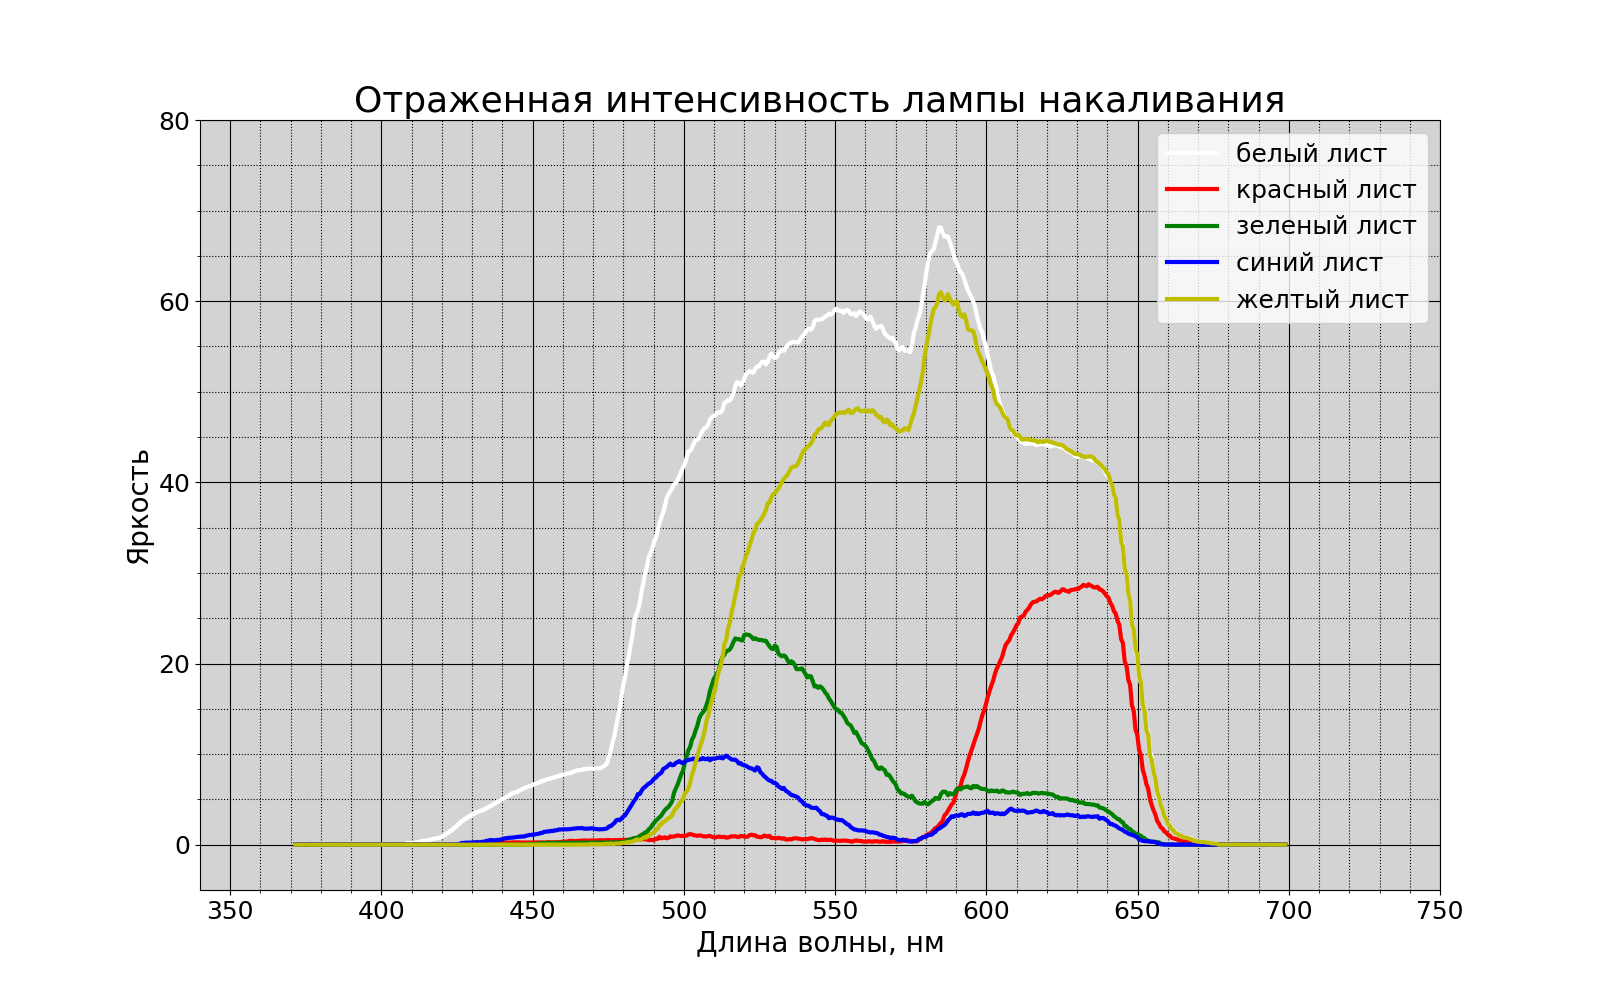 Отраженная интенсивность лампы накаливания
80
60
40
20
0
Яркость
белый лист
красный лист
зеленый лист
синий лист
желтый лист
350 400 450 500 550 600 650 700 750
Длина волны, нм